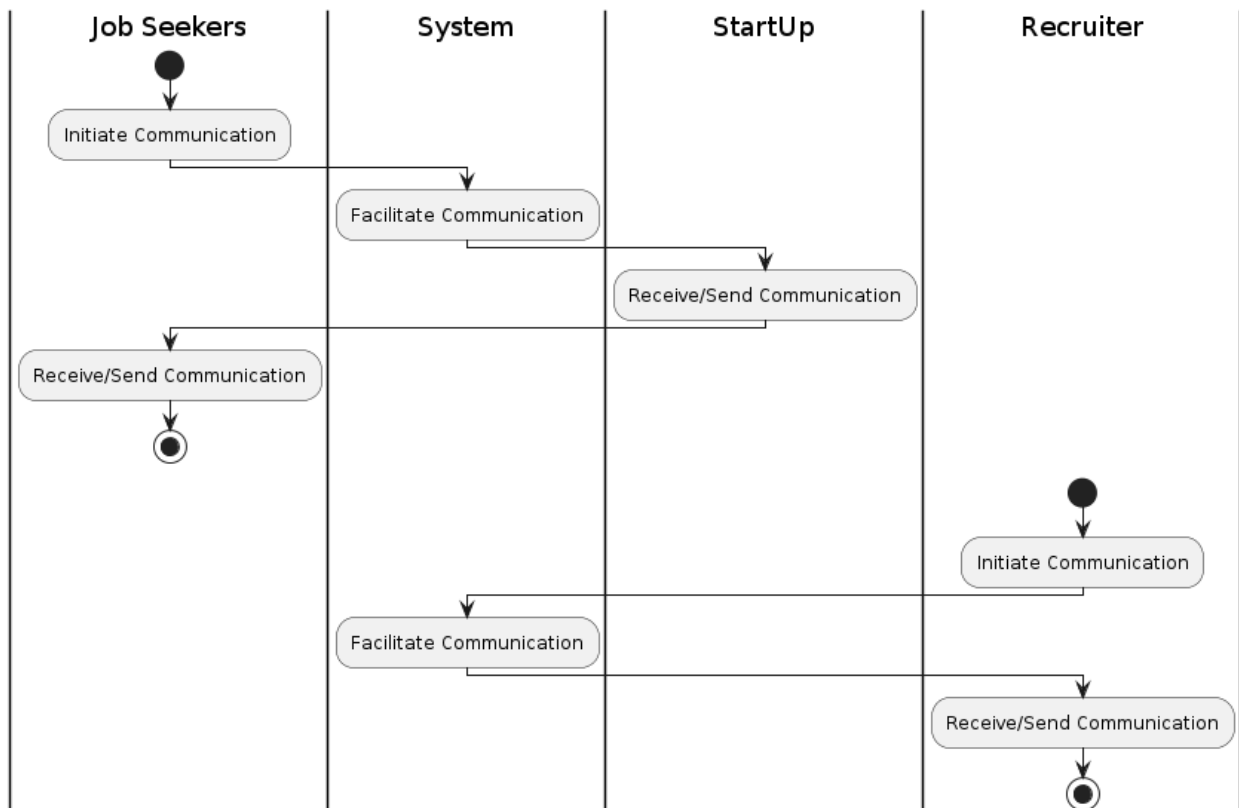 Job Seekers
System
StartUp
Recruiter
Initiate Communication
Facilitate Communication
Receive/Send Communication
Receive/Send Communication
Initiate Communication
Facilitate Communication
Receive/Send Communication